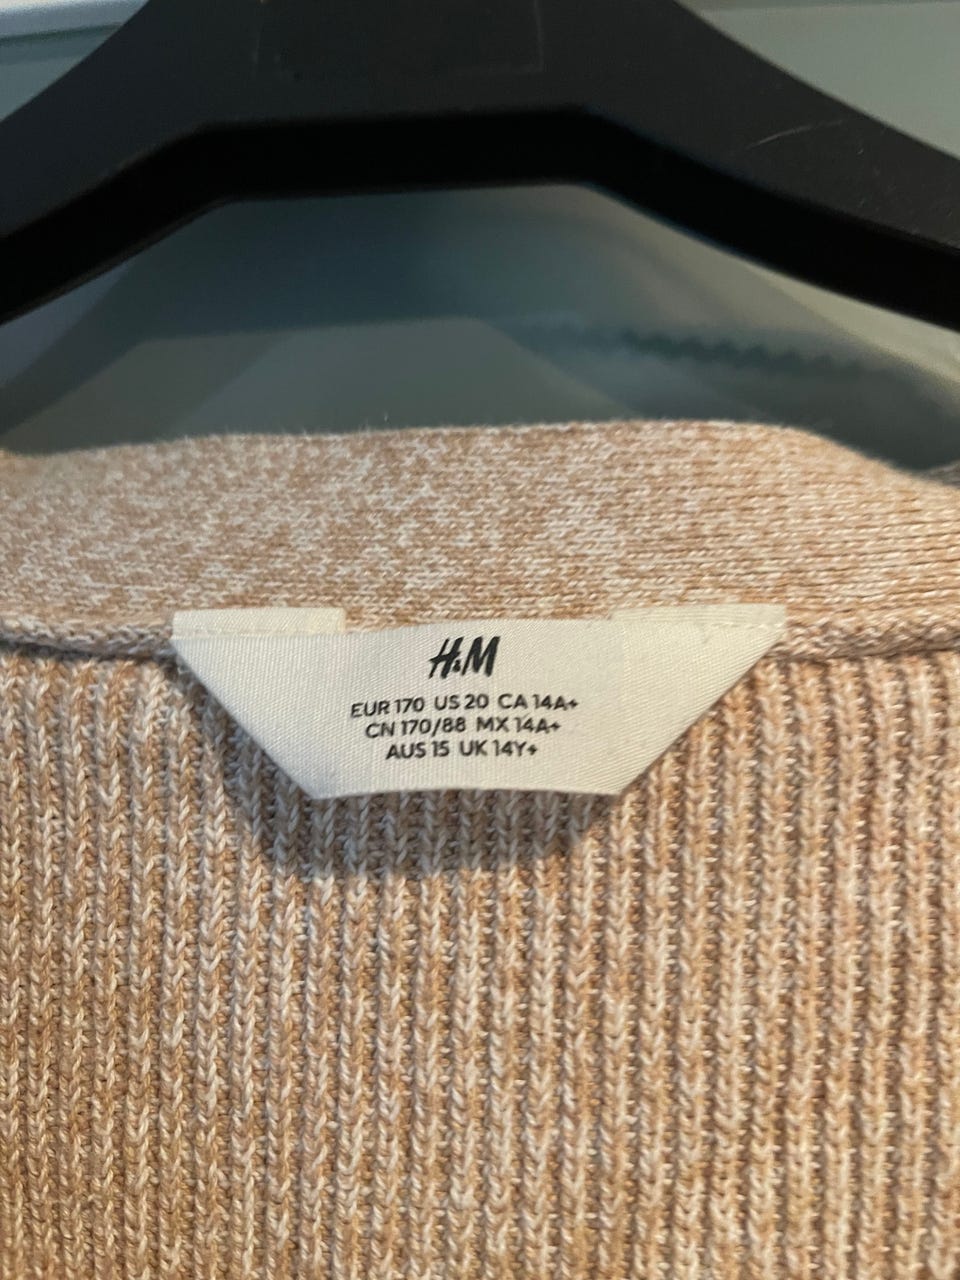 H&M
EUR 170 US 20 CA 14A+
CN 170/88 MX 14A+
AUS 15 UK 14Y+